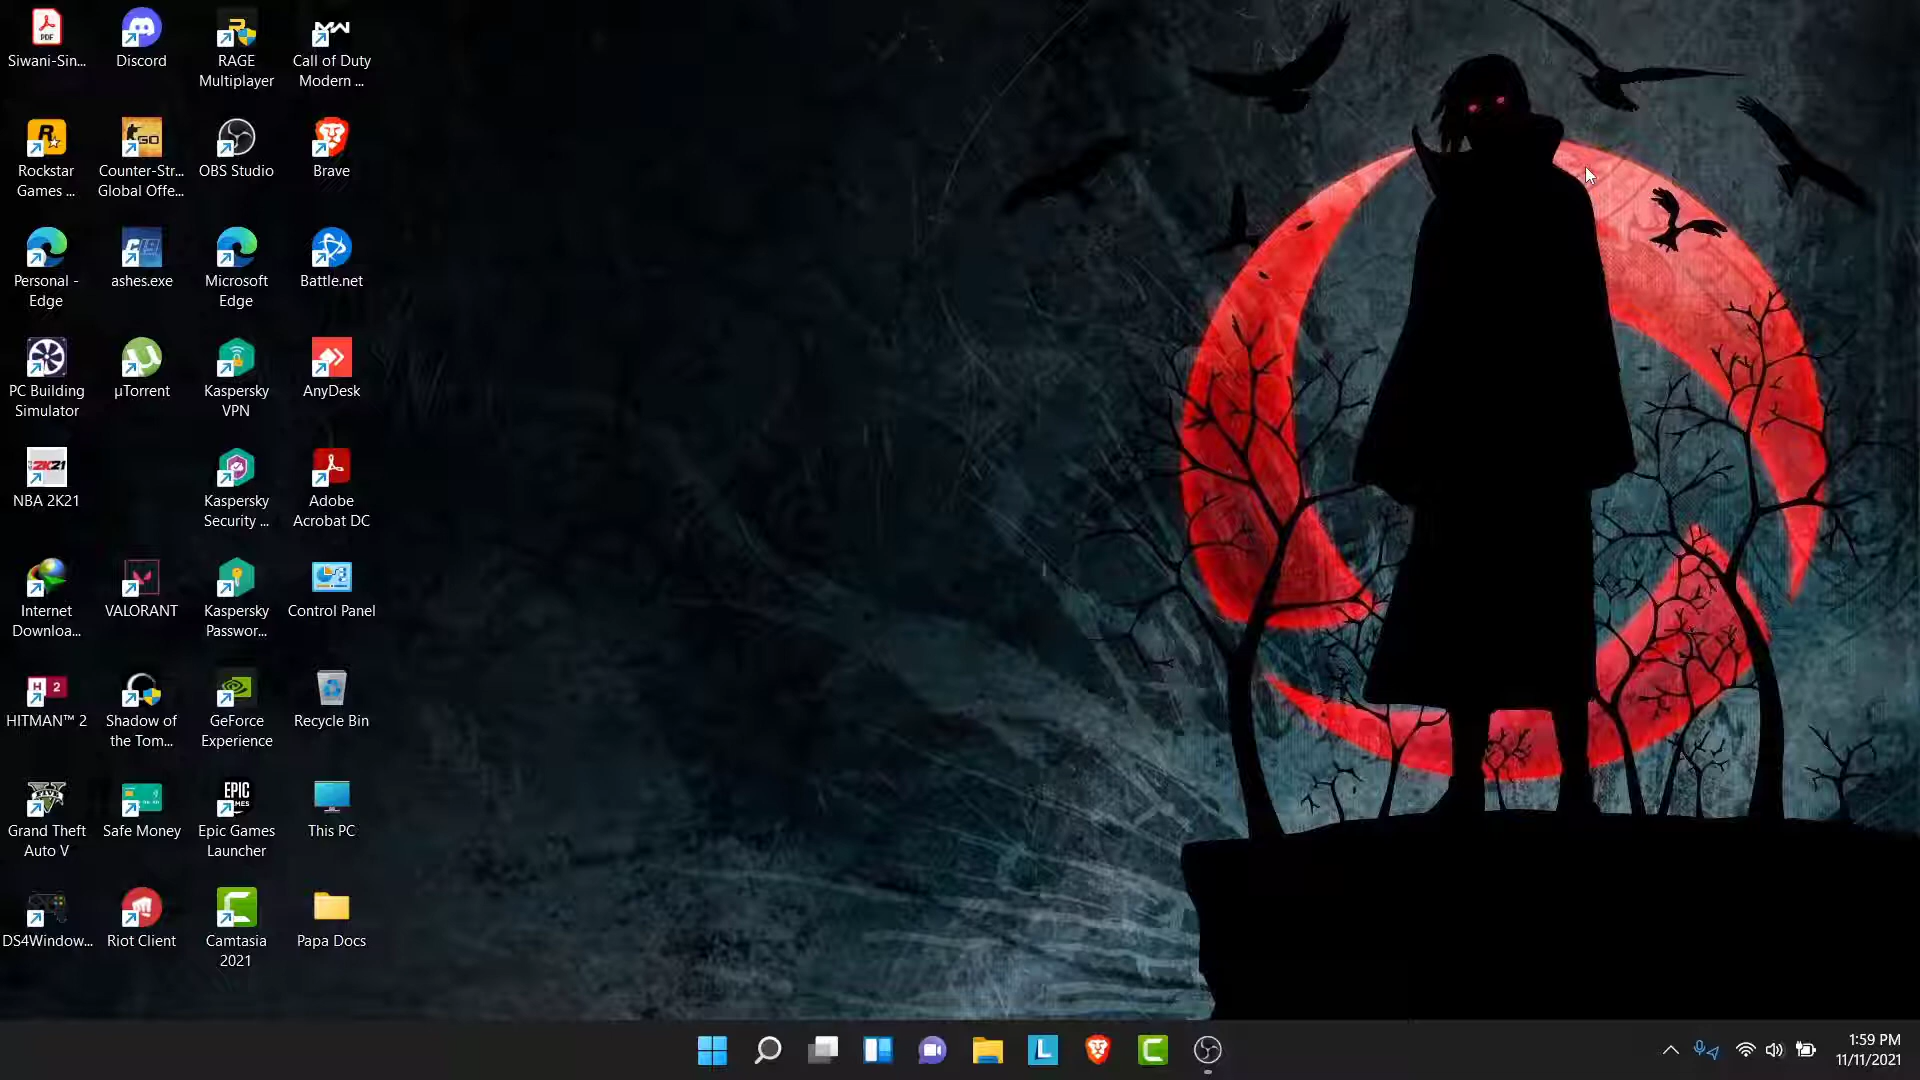 Siwani-Sin...
Discord
RAGE
Multiplayer
Call of Duty
Modern ...
Rockstar
Games ...
Counter-Str...
Global Offe...
OBS Studio
Brave
Personal -
Edge
ashes.exe
Microsoft
Edge
Battle.net
PC Building
Simulator
µTorrent
Kaspersky
VPN
AnyDesk
NBA 2K21
Kaspersky
Security ...
Adobe
Acrobat DC
Internet
Downloa...
VALORANT
Kaspersky
Passwor...
Control Panel
HITMAN™ 2
Shadow of
the Tom...
GeForce
Experience
Recycle Bin
Grand Theft
Auto V
Safe Money
Epic Games
Launcher
This PC
DS4Window...
Riot Client
Camtasia
2021
Papa Docs
1:59 PM
11/11/2021